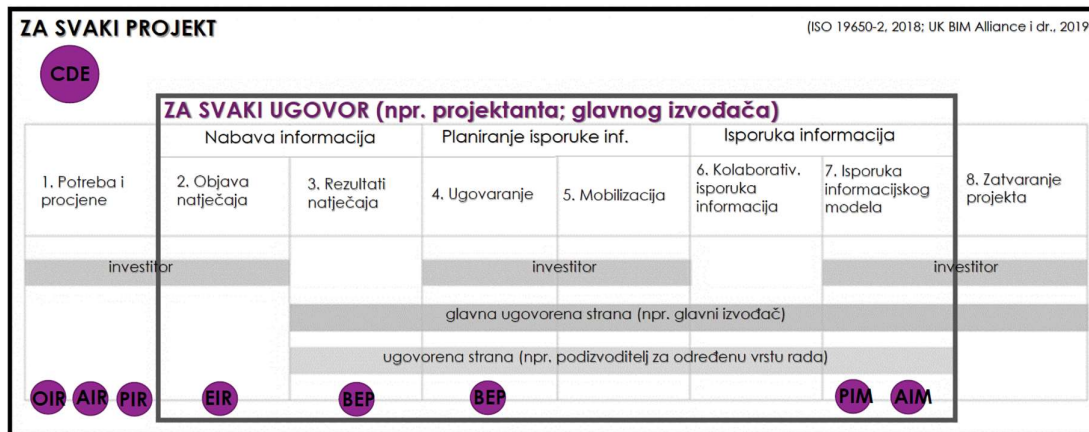 ZA SVAKI PROJEKT
(ISO 19650-2, 2018; UK BIM Alliance i dr., 2019
CDE
ZA SVAKI UGOVOR (npr. projektanta; glavnog izvođača)
Nabava informacija
Planiranje isporuke inf.
Isporuka informacija
1. Potreba i
procjene
2. Objava
natječaja
3. Rezultati
natječaja
4. Ugovaranje
5. Mobilizacija
6. Kolaborativ.
isporuka
informacija
7. Isporuka
informacijskog
modela
8. Zatvaranje
projekta
investitor
investitor
investitor
glavna ugovorena strana (npr. glavni izvođač)
ugovorena strana (npr. podizvoditelj za određenu vrstu rada)
OIR
AIR
PIR
EIR
BEP
BEP
PIM
AIM